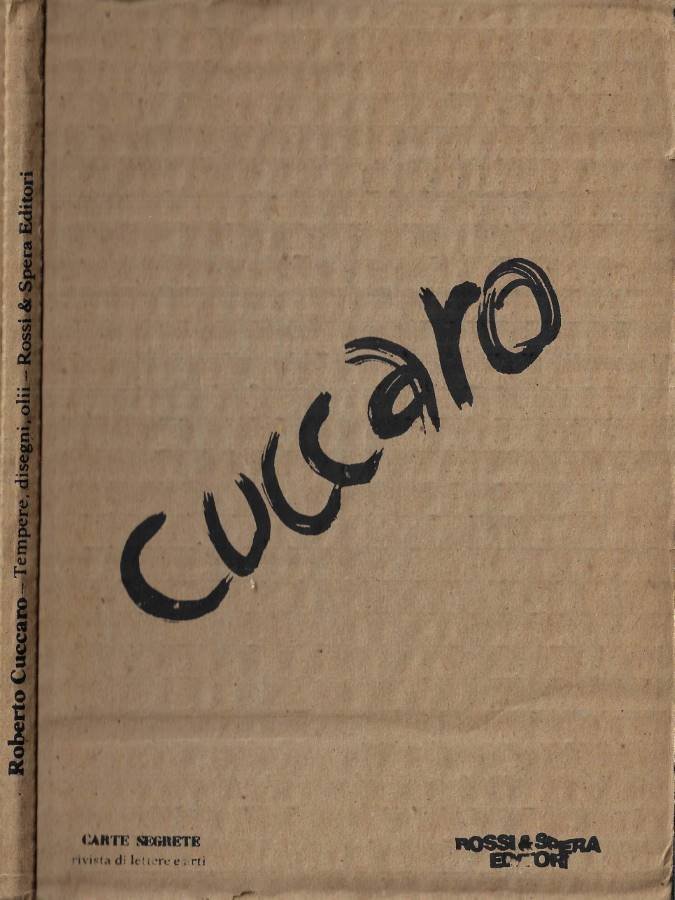 Roberto Cuccaro – Tempere, disegni, olii – Rossi & Spera Editori
cuccaro
CARTE SEGRETE
rivista di lettere e arti
ROSSI & SPERA
EDITORI